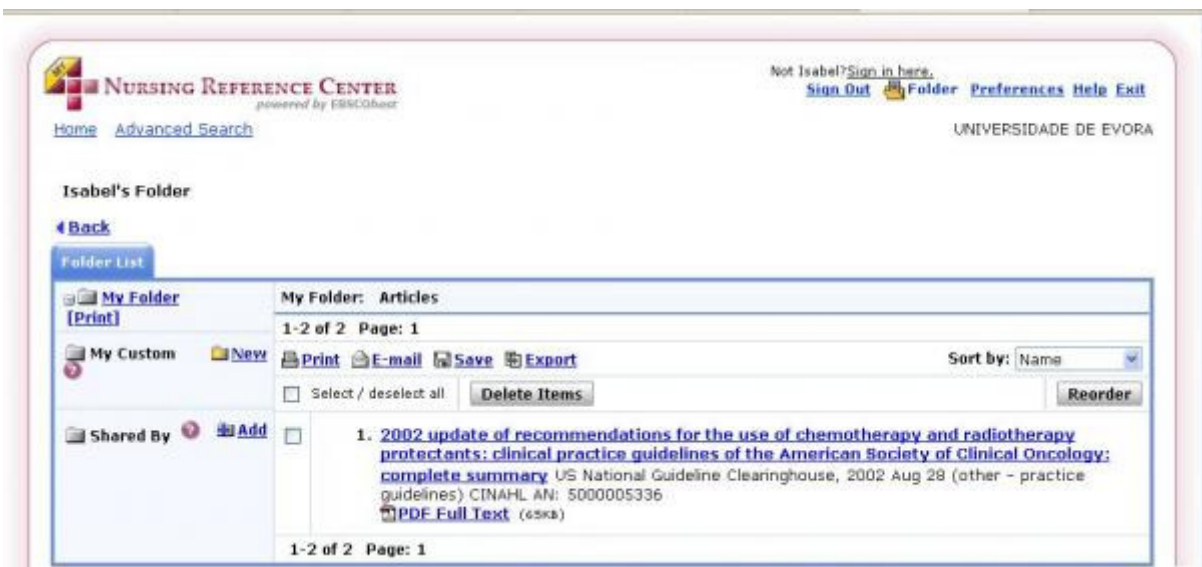 MY
NURSING REFERENCE CENTER
powered by EBSCOhost
Not Isabel?Sign in here.
Sign Out Folder Preferences Help Exit
Home Advanced Search
UNIVERSIDADE DE EVORA
Isabel's Folder
Back
Folder List
My Folder
[Print]
My Custom New
?
Shared By ? Add
My Folder: Articles
1-2 of 2 Page: 1
Print E-mail Save Export
Sort by: Name
Select / deselect all Delete Items
Reorder
1. 2002 update of recommendations for the use of chemotherapy and radiotherapy
protectants: clinical practice guidelines of the American Society of Clinical Oncology:
complete summary US National Guideline Clearinghouse, 2002 Aug 28 (other - practice
guidelines) CINAHL AN: 5000005336
PDF Full Text (65KB)
1-2 of 2 Page: 1